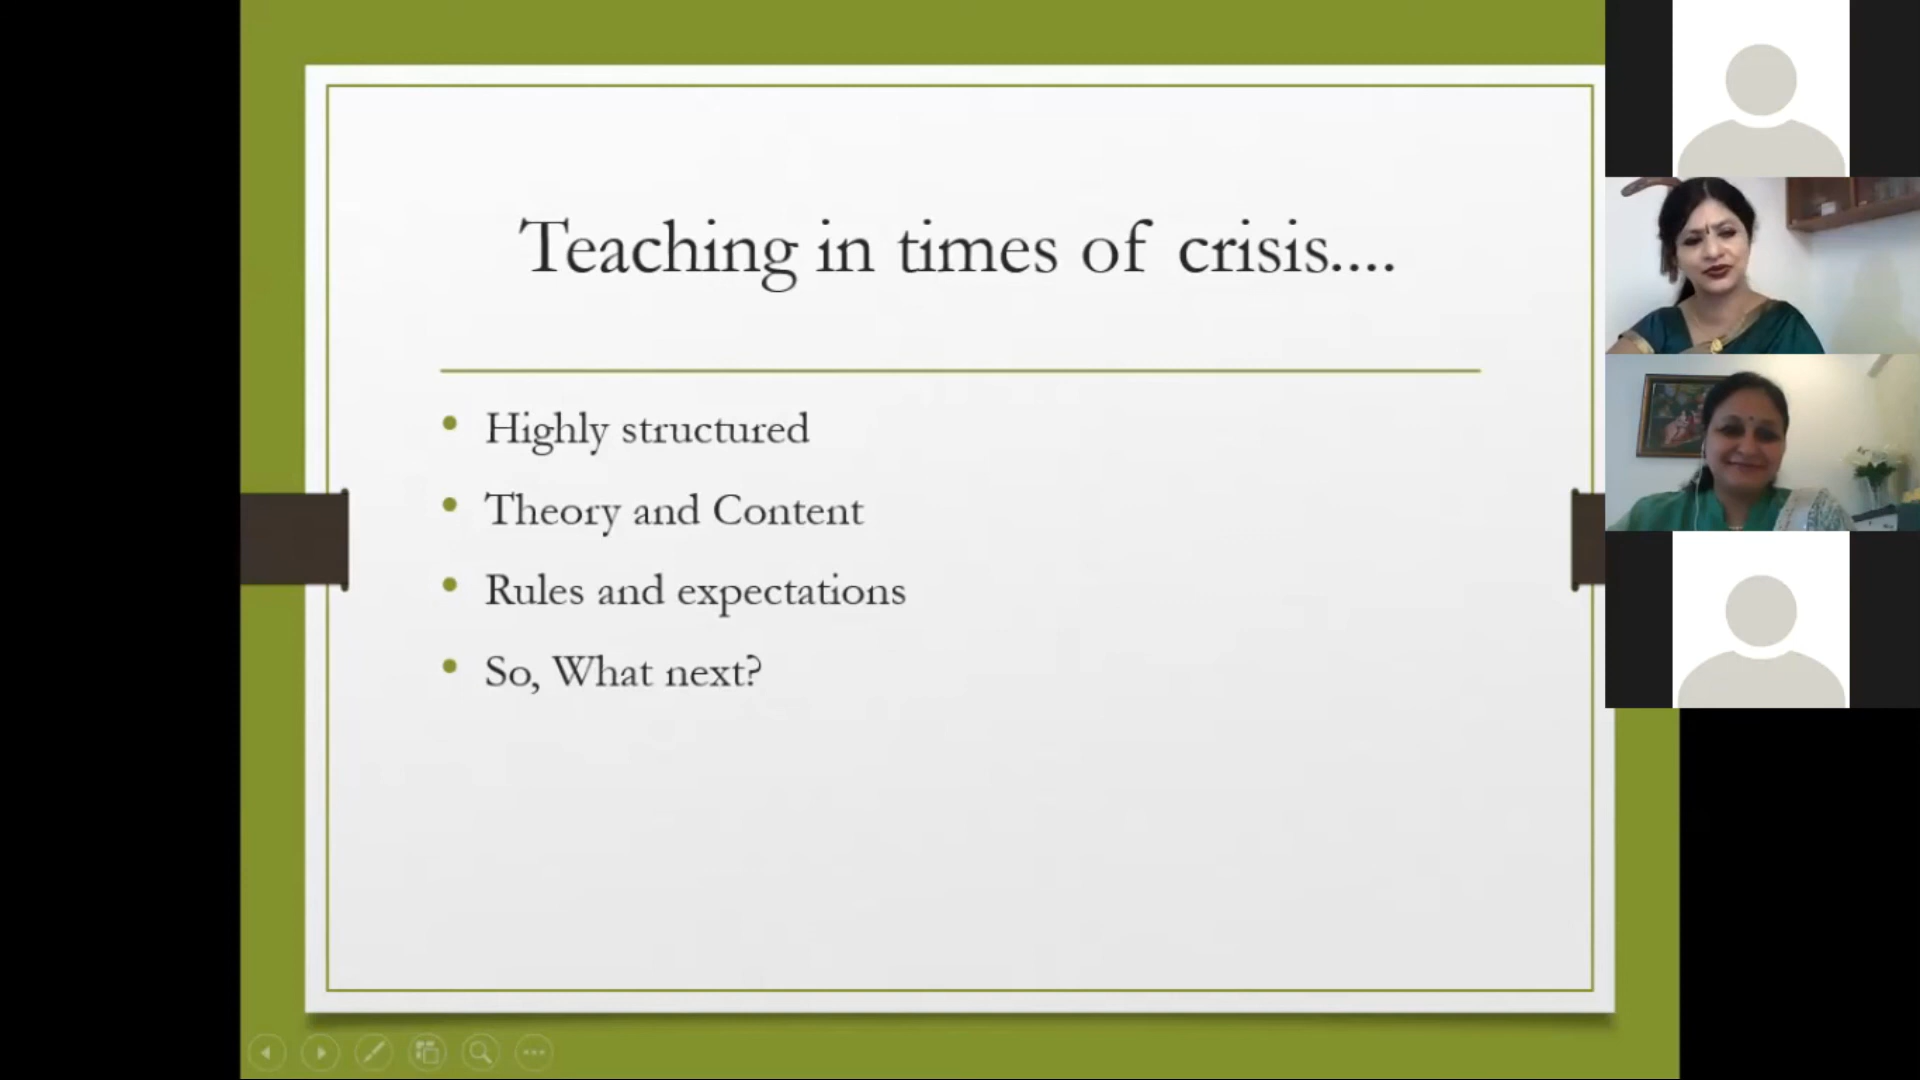 Teaching in times of crisis....
Highly structured
Theory and Content
Rules and expectations
So, What next?